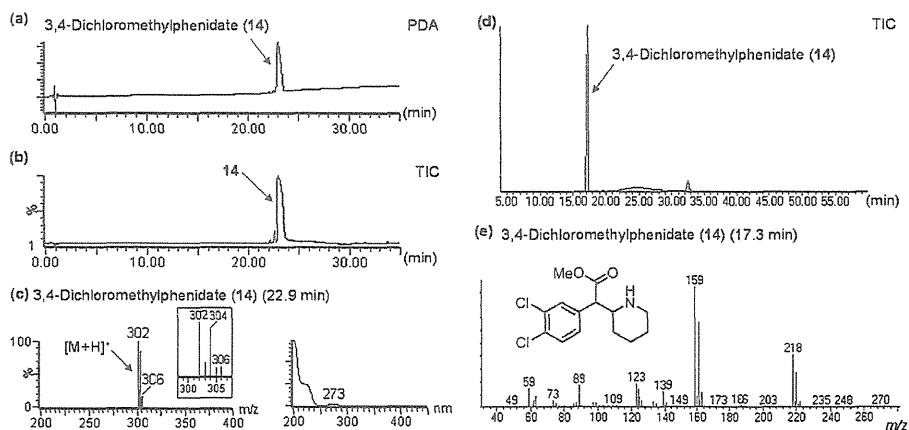 (a)
3,4-Dichloromethylphenidate (14)
PDA
0.00 10.00 20.00 30.00 (min)
(b)
14
TIC
%
1
0.00 10.00 20.00 30.00 (min)
(c) 3,4-Dichloromethylphenidate (14) (22.9 min)
100
%
0
[M+H]+
302
306
302 304
306
300 305
200 250 300 350 400 m/z
273
200 300 400 nm
(d)
TIC
3,4-Dichloromethylphenidate (14)
5.00 10.00 15.00 20.00 25.00 30.00 35.00 40.00 45.00 50.00 55.00 (min)
(e) 3,4-Dichloromethylphenidate (14) (17.3 min)
MeO O
H
N
Cl
Cl
159
218
49 59 73 89 109 123 139 149 173 186 203 235 248 270
40 60 80 100 120 140 160 180 200 220 240 260 280
m/z